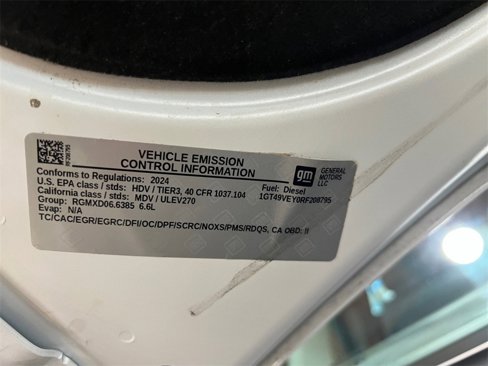 VEHICLE EMISSION
CONTROL INFORMATION
Conforms to Regulations: 2024
U.S. EPA class / stds: HDV / TIER3, 40 CFR 1037.104
California class / stds: MDV / ULEV270
Group: RGMXD06.6385 6.6L
Evap: N/A
Fuel: Diesel
1GT49VEY0RF208795
gm
GENERAL
MOTORS
LLC
TC/CAC/EGR/EGRC/DFI/OC/DPF/SCRC/NOXS/PMS/RDQS, CA OBD: II